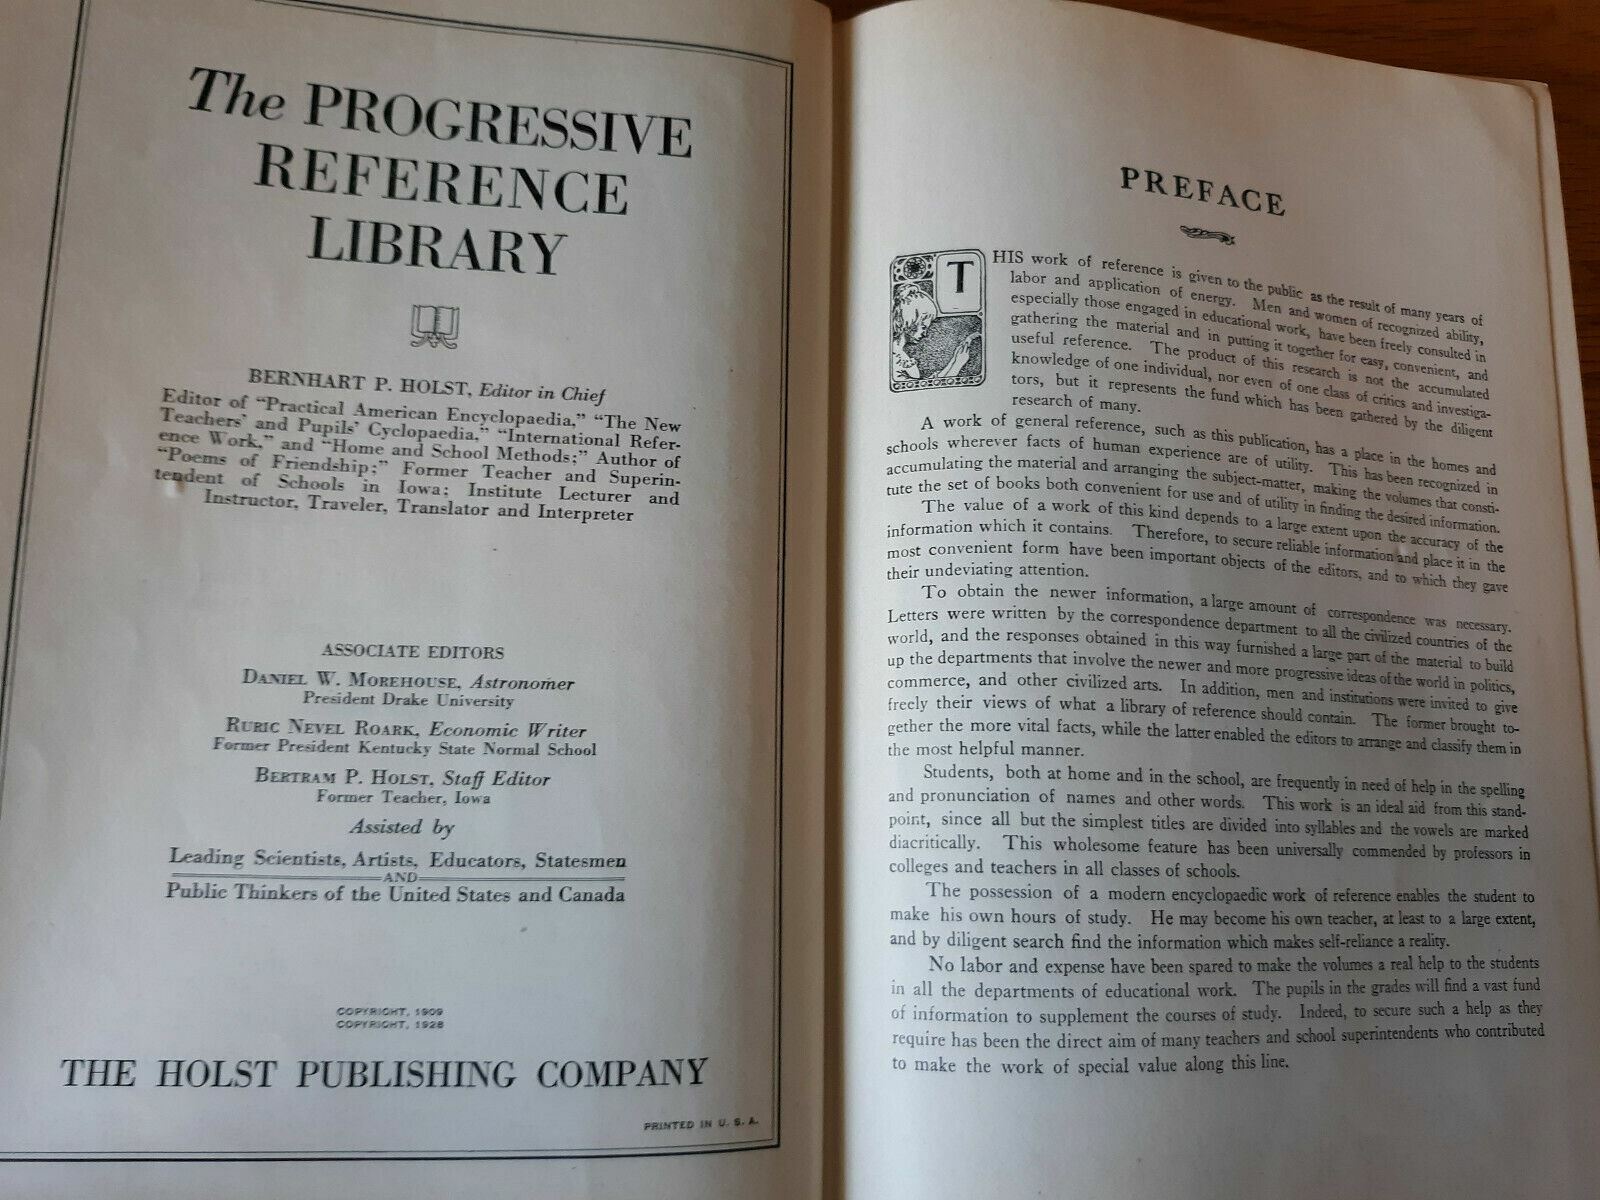 The PROGRESSIVE
REFERENCE
LIBRARY
BERNHART P. HOLST, Editor in Chief
Editor of "Practical American Encyclopaedia," "The New
Teachers' and Pupils' Cyclopaedia," "International Refer-
ence Work," and "Home and School Methods;" Author of
"Poems of Friendship;" Former Teacher and Superin-
tendent of Schools in Iowa; Institute Lecturer and
Instructor, Traveler, Translator and Interpreter
ASSOCIATE EDITORS
DANIEL W. MOREHOUSE, Astronomer
President Drake University
RURIC NEVEL ROARK, Economic Writer
Former President Kentucky State Normal School
BERTRAM P. HOLST, Staff Editor
Former Teacher, Iowa
Assisted by
Leading Scientists, Artists, Educators, Statesmen
AND
Public Thinkers of the United States and Canada
COPYRIGHT, 1909
COPYRIGHT, 1928
THE HOLST PUBLISHING COMPANY
PRINTED IN U. S. A.
PREFACE
THIS work of reference is given to the public as the result of many years of
labor and application of energy. Men and women of recognized ability,
especially those engaged in educational work, have been freely consulted in
gathering the material and in putting it together for easy, convenient, and
useful reference. The product of this research is not the accumulated
knowledge of one individual, nor even of one class of critics and investiga-
tors, but it represents the fund which has been gathered by the diligent
research of many.
A work of general reference, such as this publication, has a place in the homes and
schools wherever facts of human experience are of utility. This has been recognized in
accumulating the material and arranging the subject-matter, making the volumes that consti-
tute the set of books both convenient for use and of utility in finding the desired information.
The value of a work of this kind depends to a large extent upon the accuracy of the
information which it contains. Therefore, to secure reliable information and place it in the
most convenient form have been important objects of the editors, and to which they gave
their undeviating attention.
To obtain the newer information, a large amount of correspondence was necessary.
Letters were written by the correspondence department to all the civilized countries of the
world, and the responses obtained in this way furnished a large part of the material to build
up the departments that involve the newer and more progressive ideas of the world in politics,
commerce, and other civilized arts. In addition, men and institutions were invited to give
freely their views of what a library of reference should contain. The former brought to-
gether the more vital facts, while the latter enabled the editors to arrange and classify them in
the most helpful manner.
Students, both at home and in the school, are frequently in need of help in the spelling
and pronunciation of names and other words. This work is an ideal aid from this stand-
point, since all but the simplest titles are divided into syllables and the vowels are marked
diacritically. This wholesome feature has been universally commended by professors in
colleges and teachers in all classes of schools.
The possession of a modern encyclopaedic work of reference enables the student to
make his own hours of study. He may become his own teacher, at least to a large extent,
and by diligent search find the information which makes self-reliance a reality.
No labor and expense have been spared to make the volumes a real help to the students
in all the departments of educational work. The pupils in the grades will find a vast fund
of information to supplement the courses of study. Indeed, to secure such a help as they
require has been the direct aim of many teachers and school superintendents who contributed
to make the work of special value along this line.